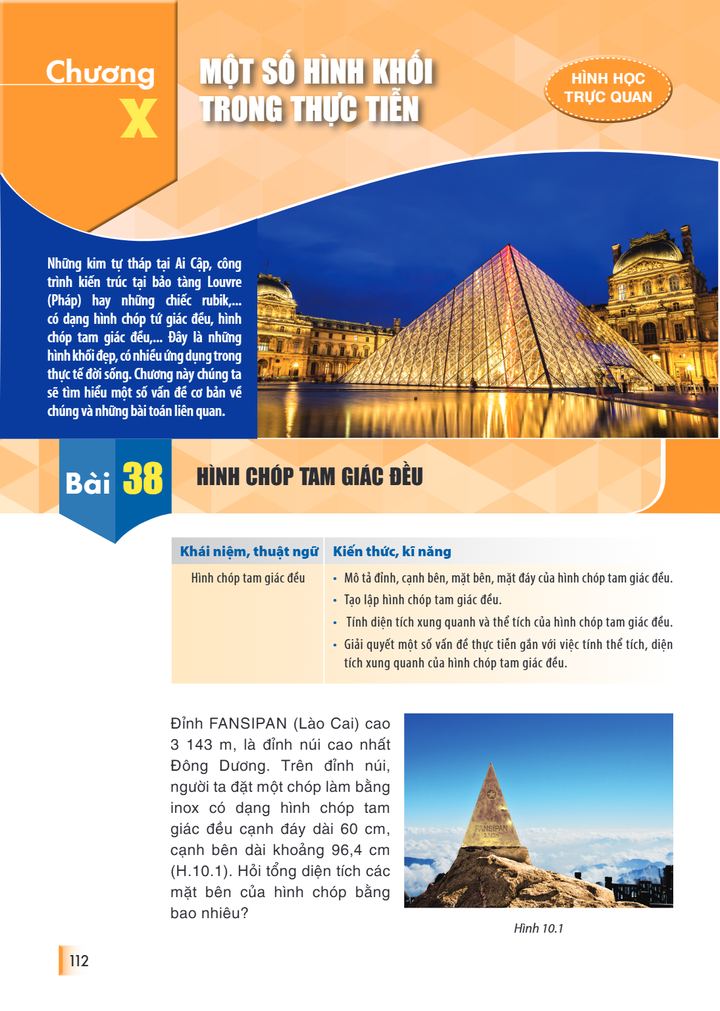 Chương
X
MỘT SỐ HÌNH KHỐI
TRONG THỰC TIỄN
HÌNH HỌC
TRỰC QUAN
Những kim tự tháp tại Ai Cập, công
trình kiến trúc tại bảo tàng Louvre
(Pháp) hay những chiếc rubik,...
có dạng hình chóp tứ giác đều, hình
chóp tam giác đều,... Đây là những
hình khối đẹp, có nhiều ứng dụng trong
thực tế đời sống. Chương này chúng ta
sẽ tìm hiểu một số vấn đề cơ bản về
chúng và những bài toán liên quan.
Bài 38
HÌNH CHÓP TAM GIÁC ĐỀU
Khái niệm, thuật ngữ
Hình chóp tam giác đều
Kiến thức, kĩ năng
• Mô tả đỉnh, cạnh bên, mặt bên, mặt đáy của hình chóp tam giác đều.
• Tạo lập hình chóp tam giác đều.
• Tính diện tích xung quanh và thể tích của hình chóp tam giác đều.
• Giải quyết một số vấn đề thực tiễn gắn với việc tính thể tích, diện
tích xung quanh của hình chóp tam giác đều.
Đỉnh FANSIPAN (Lào Cai) cao
3 143 m, là đỉnh núi cao nhất
Đông Dương. Trên đỉnh núi,
người ta đặt một chóp làm bằng
inox có dạng hình chóp tam
giác đều cạnh đáy dài 60 cm,
cạnh bên dài khoảng 96,4 cm
(H.10.1). Hỏi tổng diện tích các
mặt bên của hình chóp bằng
bao nhiêu?
FANSIPAN
Hình 10.1
112